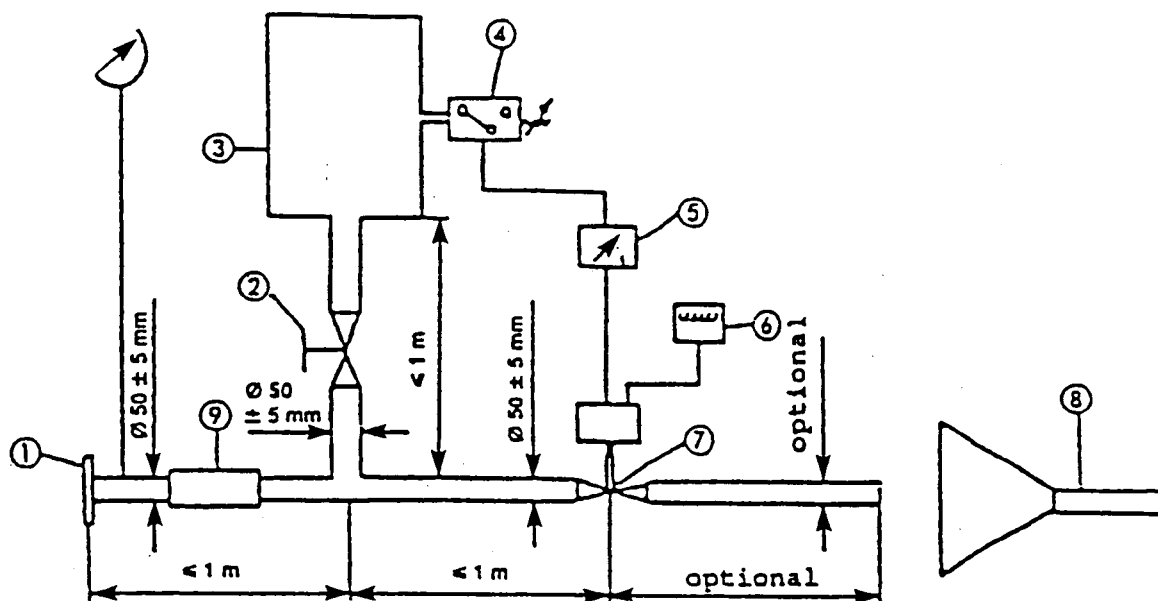 ④
③
⑤
②
⑥
Ø 50 ± 5 mm
⩽ 1 m
Ø 50 ± 5 mm
optional
Ø 50
± 5 mm
⑨
①
⑦
⑧
⩽ 1 m
⩽ 1 m
optional